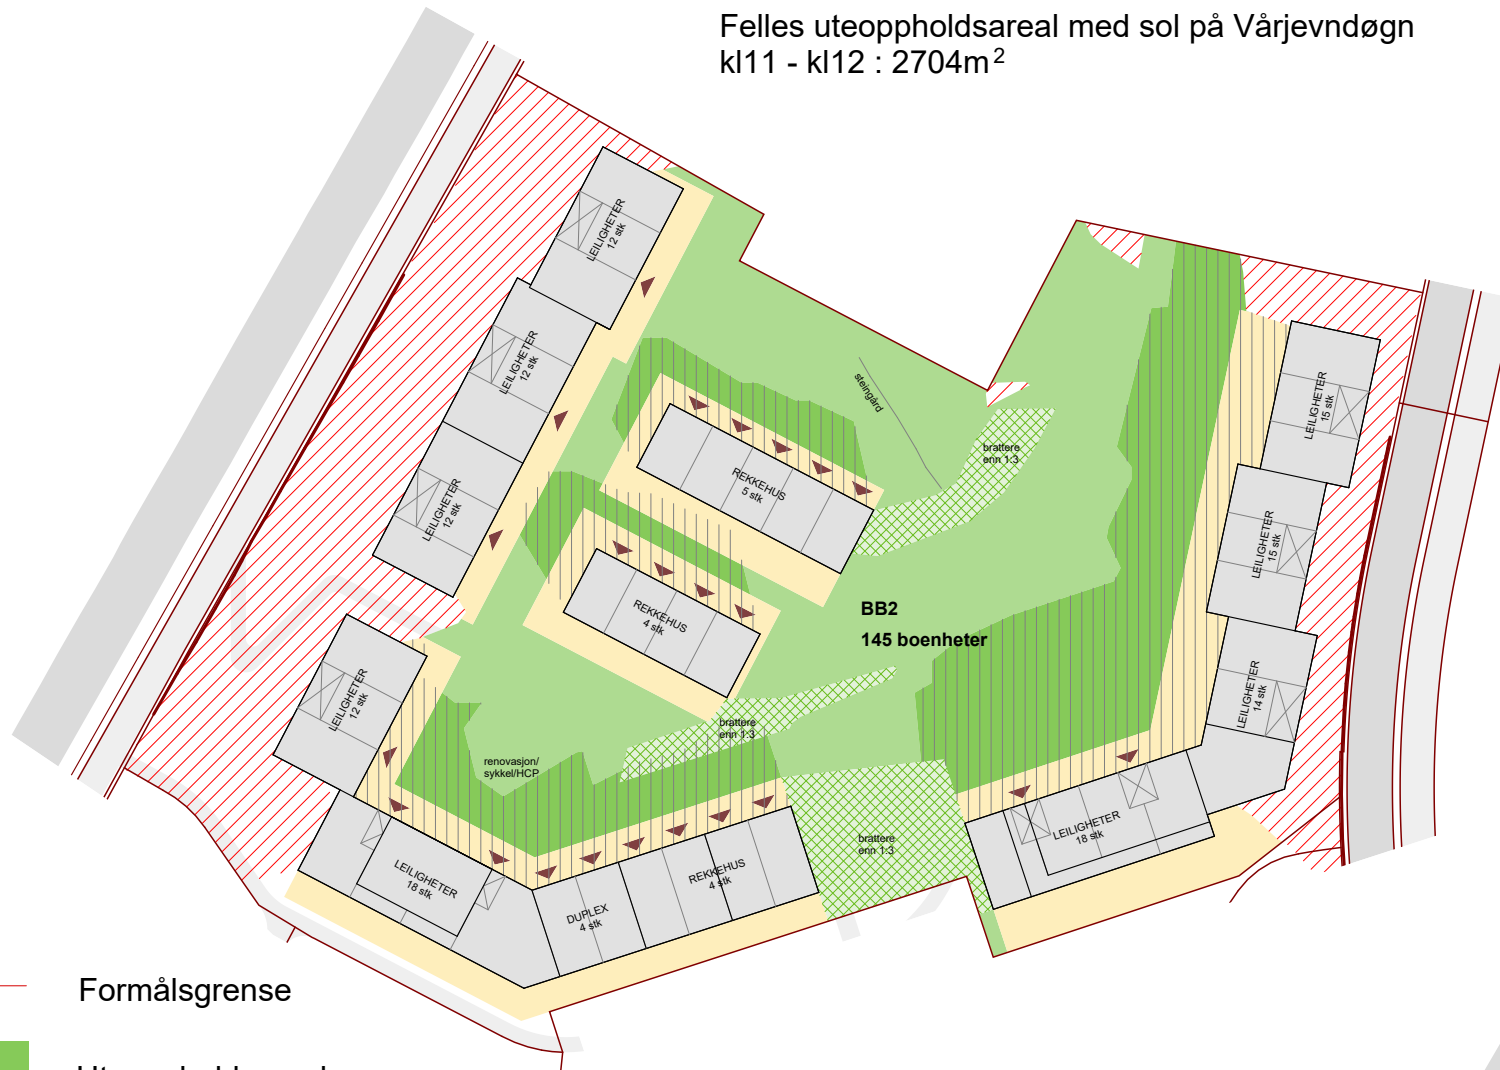 Felles uteoppholdsareal med sol på Vårjevndøgn
kl11 - kl12 : 2704m²
LEILIGHETER
12 stk
LEILIGHETER
12 stk
LEILIGHETER
12 stk
LEILIGHETER
12 stk
steingård
brattere
enn 1:3
REKKEHUS
5 stk
REKKEHUS
4 stk
LEILIGHETER
15 stk
LEILIGHETER
15 stk
LEILIGHETER
14 stk
BB2
145 boenheter
brattere
enn 1:3
renovasjon/
sykkel/HCP
brattere
enn 1:3
LEILIGHETER
18 stk
LEILIGHETER
18 stk
DUPLEX
4 stk
REKKEHUS
4 stk
Formålsgrense